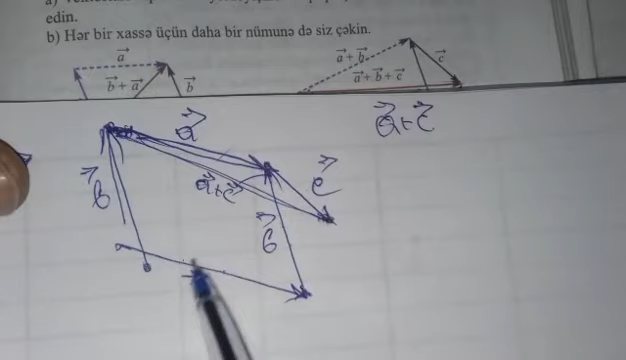 edin.
b) Hər bir xassə üçün daha bir nümunə də siz çəkin.
a⃗
b⃗ + a⃗
b⃗
a⃗ + b⃗
c⃗
a⃗ + b⃗ + c⃗
a⃗
a⃗+c⃗
b⃗
a⃗+c⃗
c⃗
b⃗